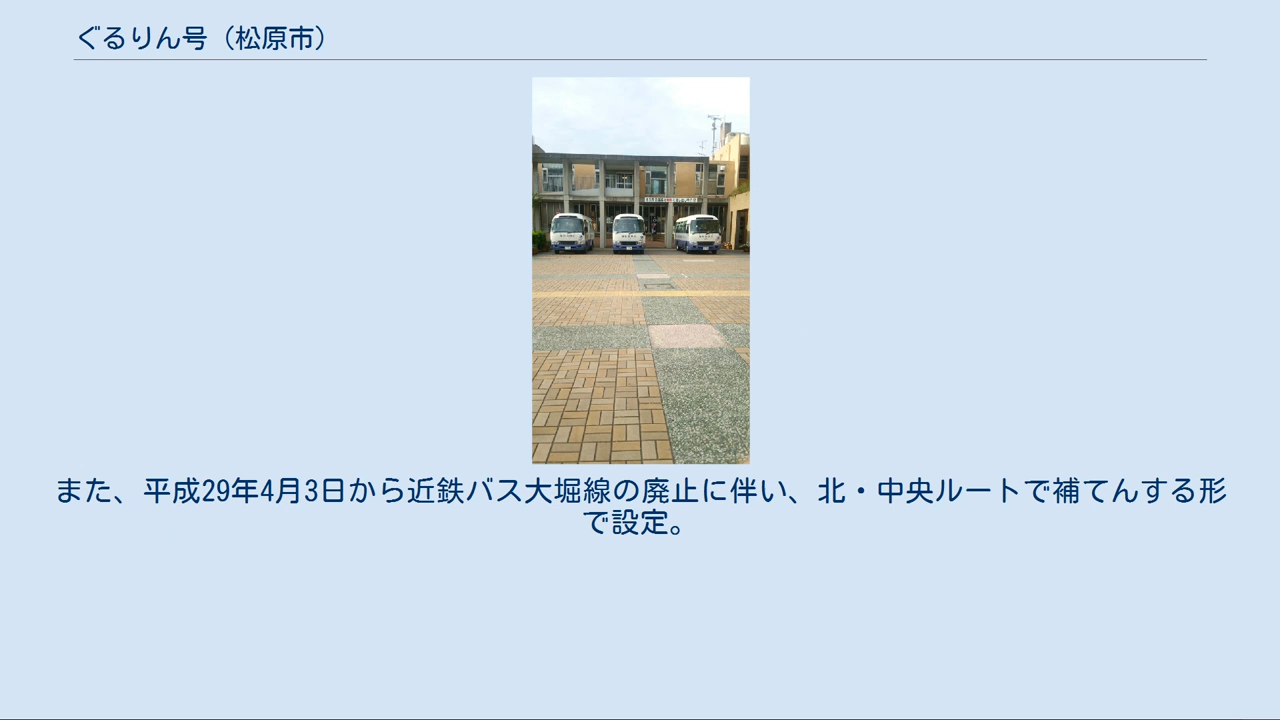 ぐるりん号（松原市）
また、平成29年4月3日から近鉄バス大堀線の廃止に伴い、北・中央ルートで補てんする形
で設定。